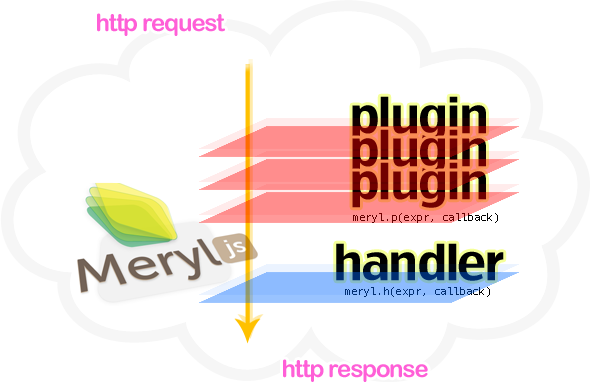 http request
plugin
plugin
plugin
meryl.p(expr, callback)
Meryl js
handler
meryl.h(expr, callback)
http response